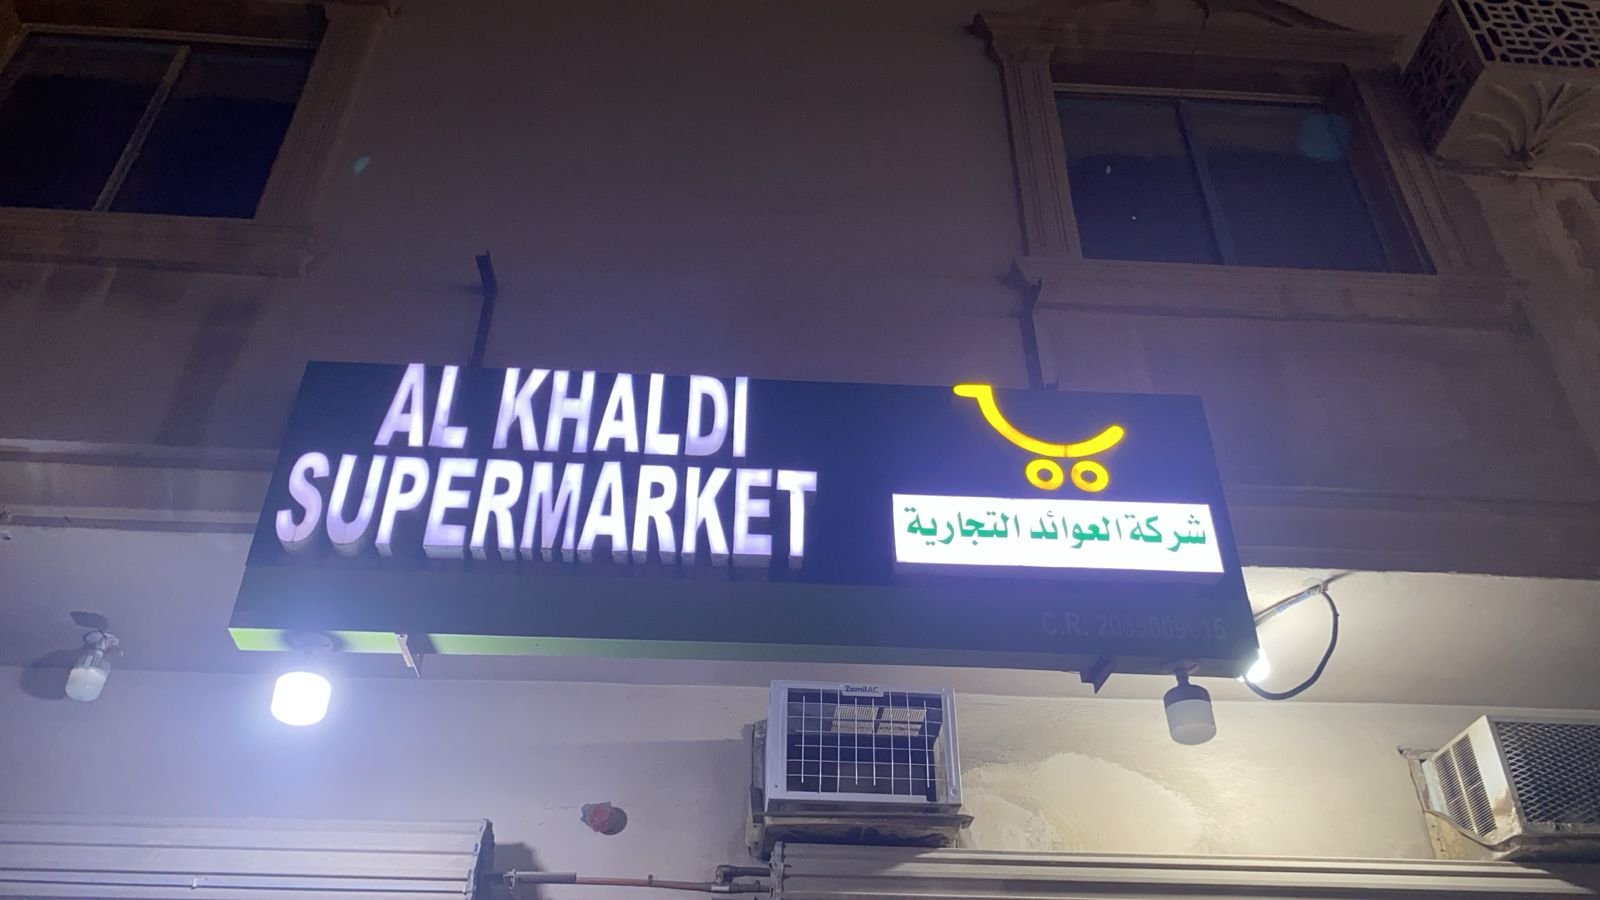 AL KHALDI
SUPERMARKET
شركة العوائد التجارية
C.R:
ZamilAC